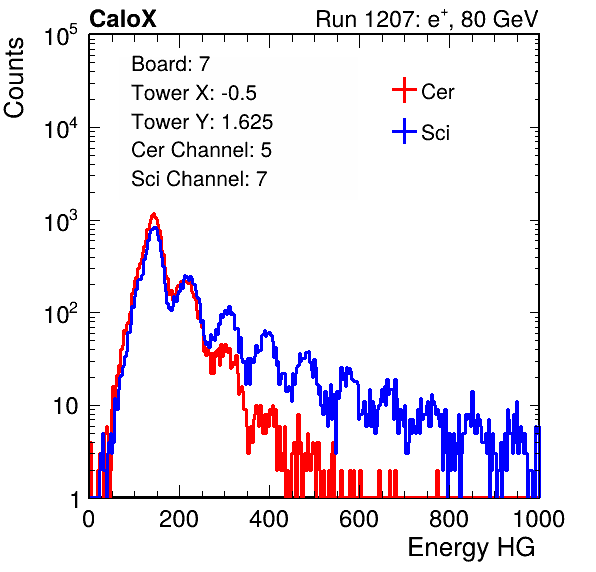 CaloX Run 1207: e⁺, 80 GeV
Counts
10⁵
10⁴
10³
10²
10
1
Board: 7
Tower X: -0.5
Tower Y: 1.625
Cer Channel: 5
Sci Channel: 7
Cer
Sci
0 200 400 600 800 1000
Energy HG